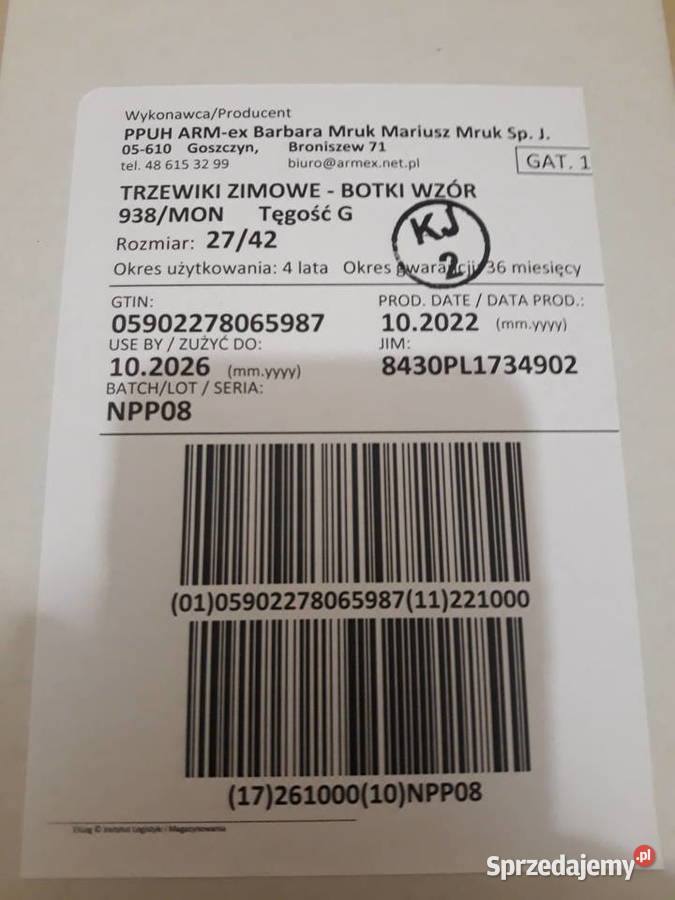 Wykonawca/Producent
PPUH ARM-ex Barbara Mruk Mariusz Mruk Sp. J.
05-610 Goszczyn, Broniszew 71
tel. 48 615 32 99 biuro@armex.net.pl
GAT. 1
TRZEWIKI ZIMOWE - BOTKI WZÓR
938/MON Tęgość G
KJ
2
Rozmiar: 27/42
Okres użytkowania: 4 lata Okres gwarancji 36 miesięcy
GTIN: PROD. DATE / DATA PROD.:
05902278065987 10.2022 (mm.yyyy)
USE BY / ZUŻYĆ DO: JIM:
10.2026 (mm.yyyy) 8430PL1734902
BATCH/LOT / SERIA:
NPP08
(01)05902278065987(11)221000
(17)261000(10)NPP08
© Instytut Logistyki i Magazynowania
Sprzedajemy.pl